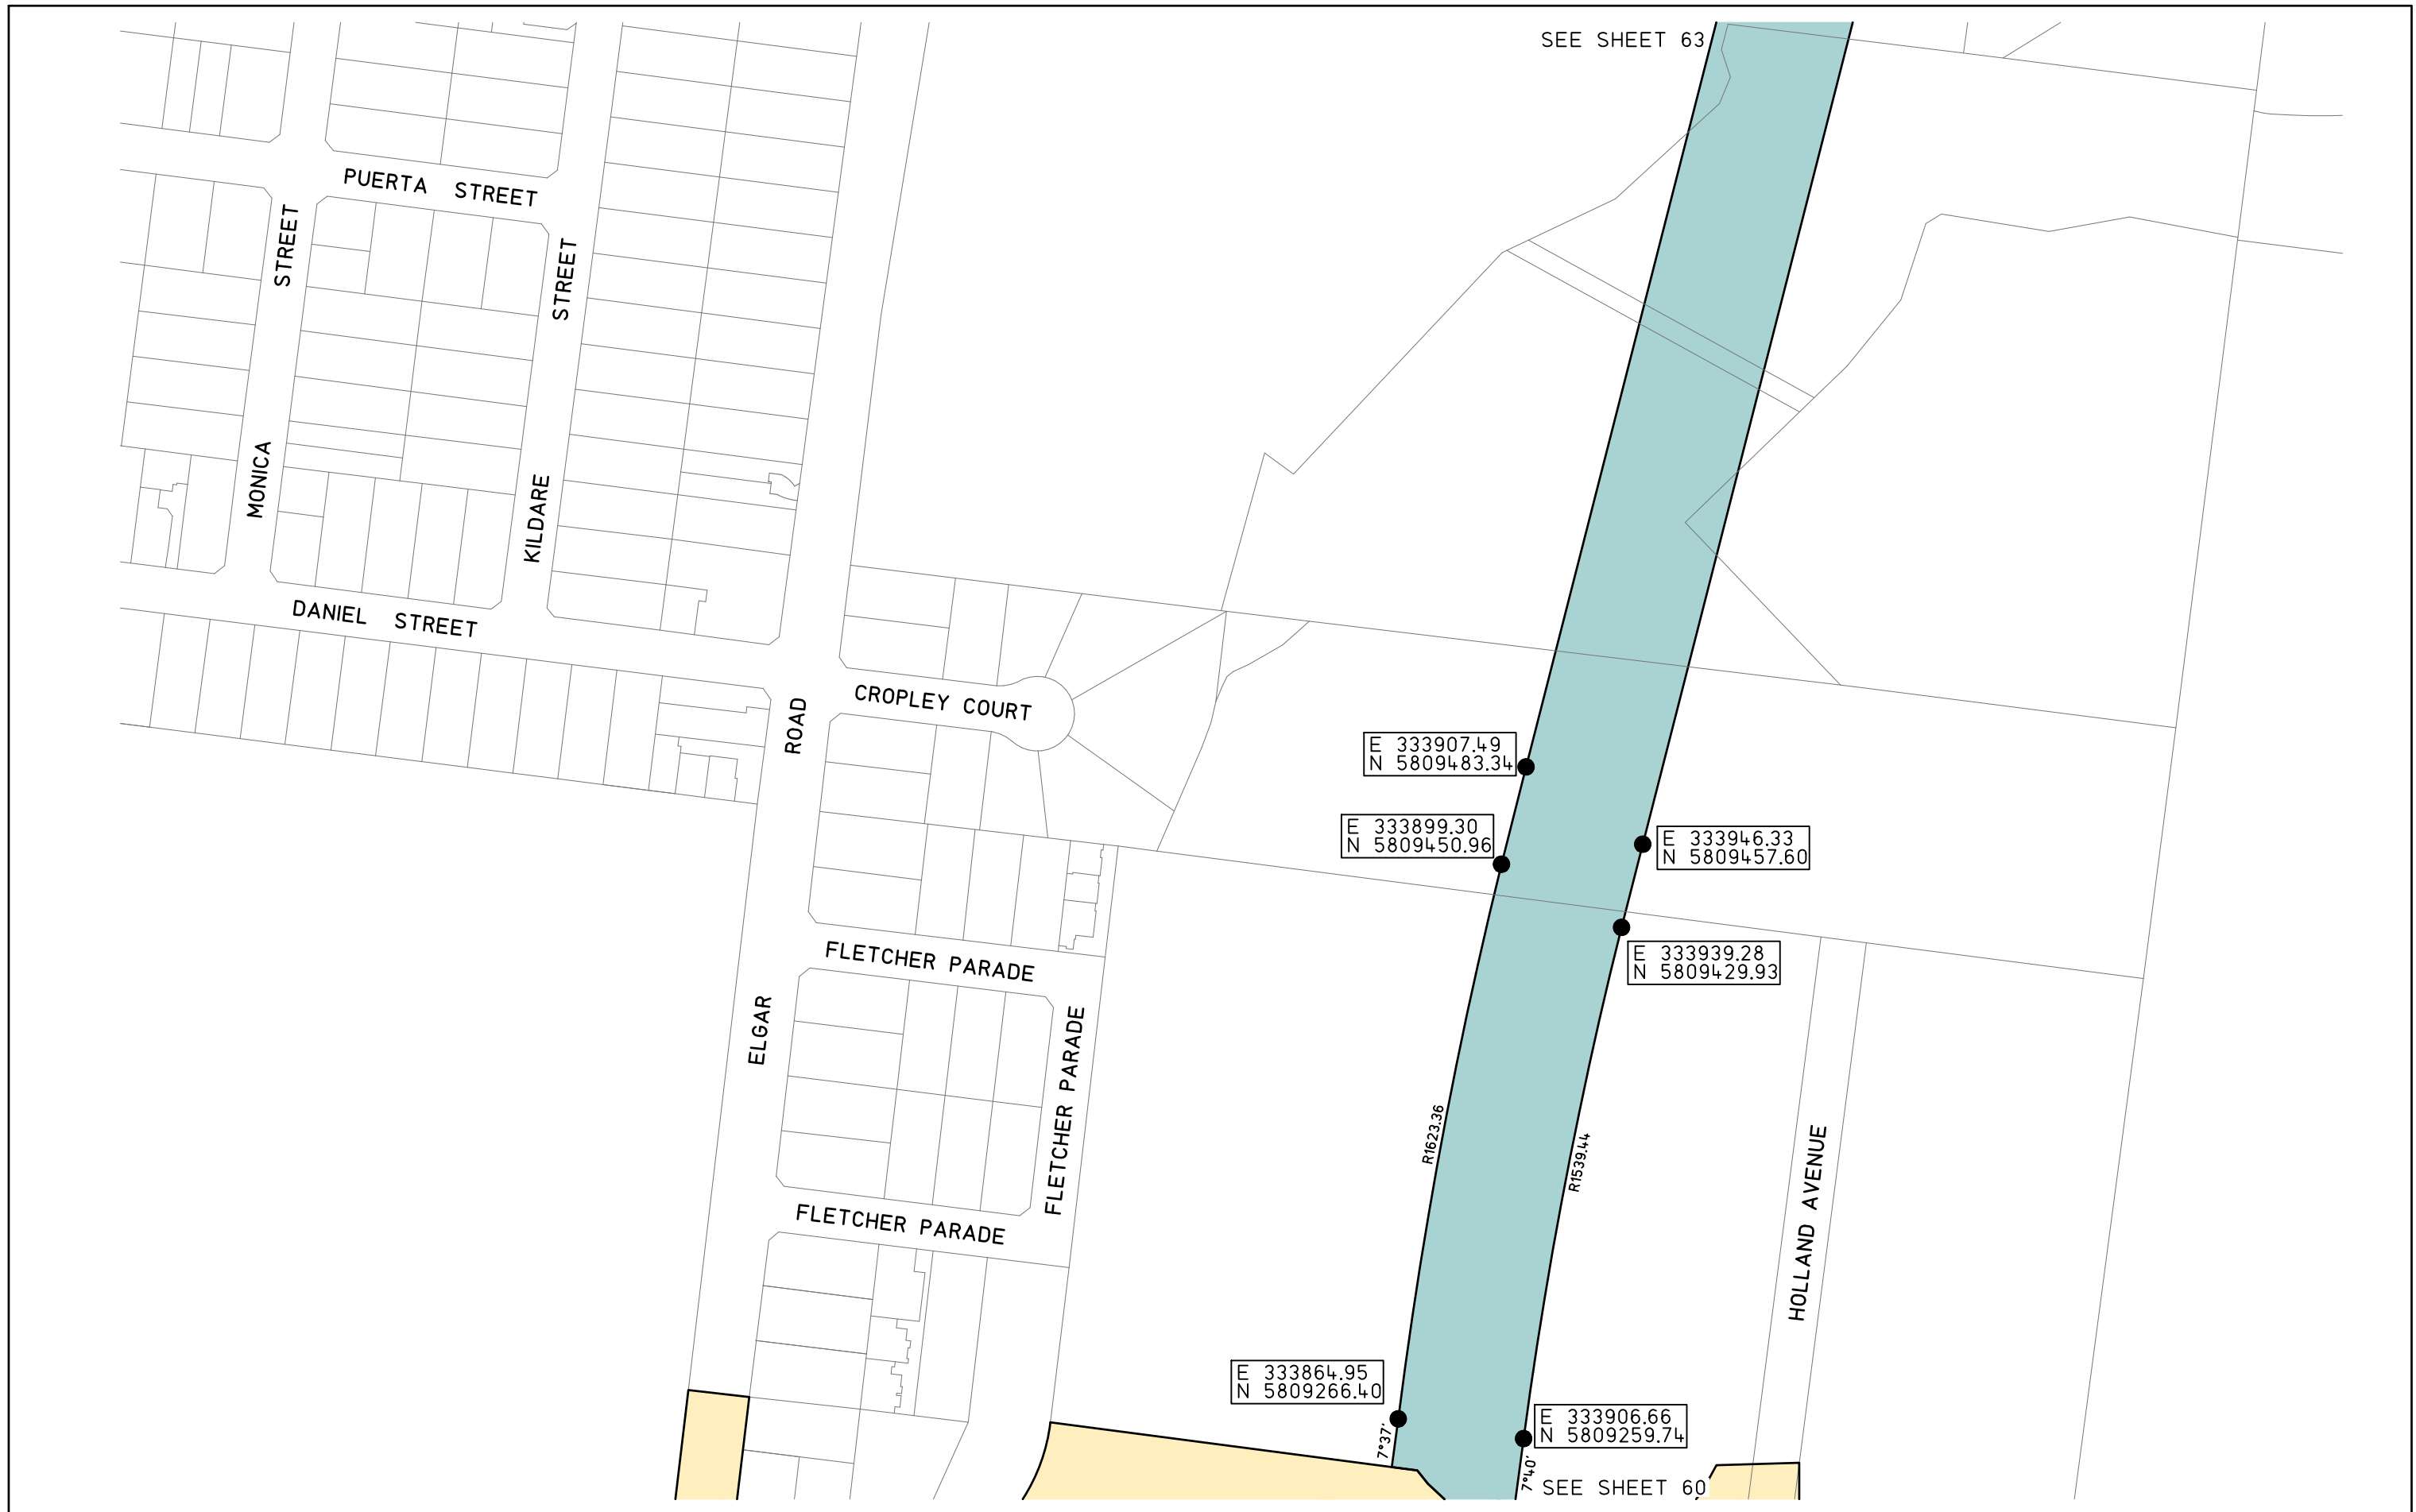 SEE SHEET 63
PUERTA STREET
STREET
STREET
MONICA
KILDARE
DANIEL STREET
CROPLEY COURT
ROAD
E 333907.49
N 5809483.34
E 333899.30
N 5809450.96
E 333946.33
N 5809457.60
E 333939.28
N 5809429.93
FLETCHER PARADE
ELGAR
FLETCHER PARADE
R1623.36
R1539.44
HOLLAND AVENUE
FLETCHER PARADE
E 333864.95
N 5809266.40
E 333906.66
N 5809259.74
7°37'
7°40'
SEE SHEET 60